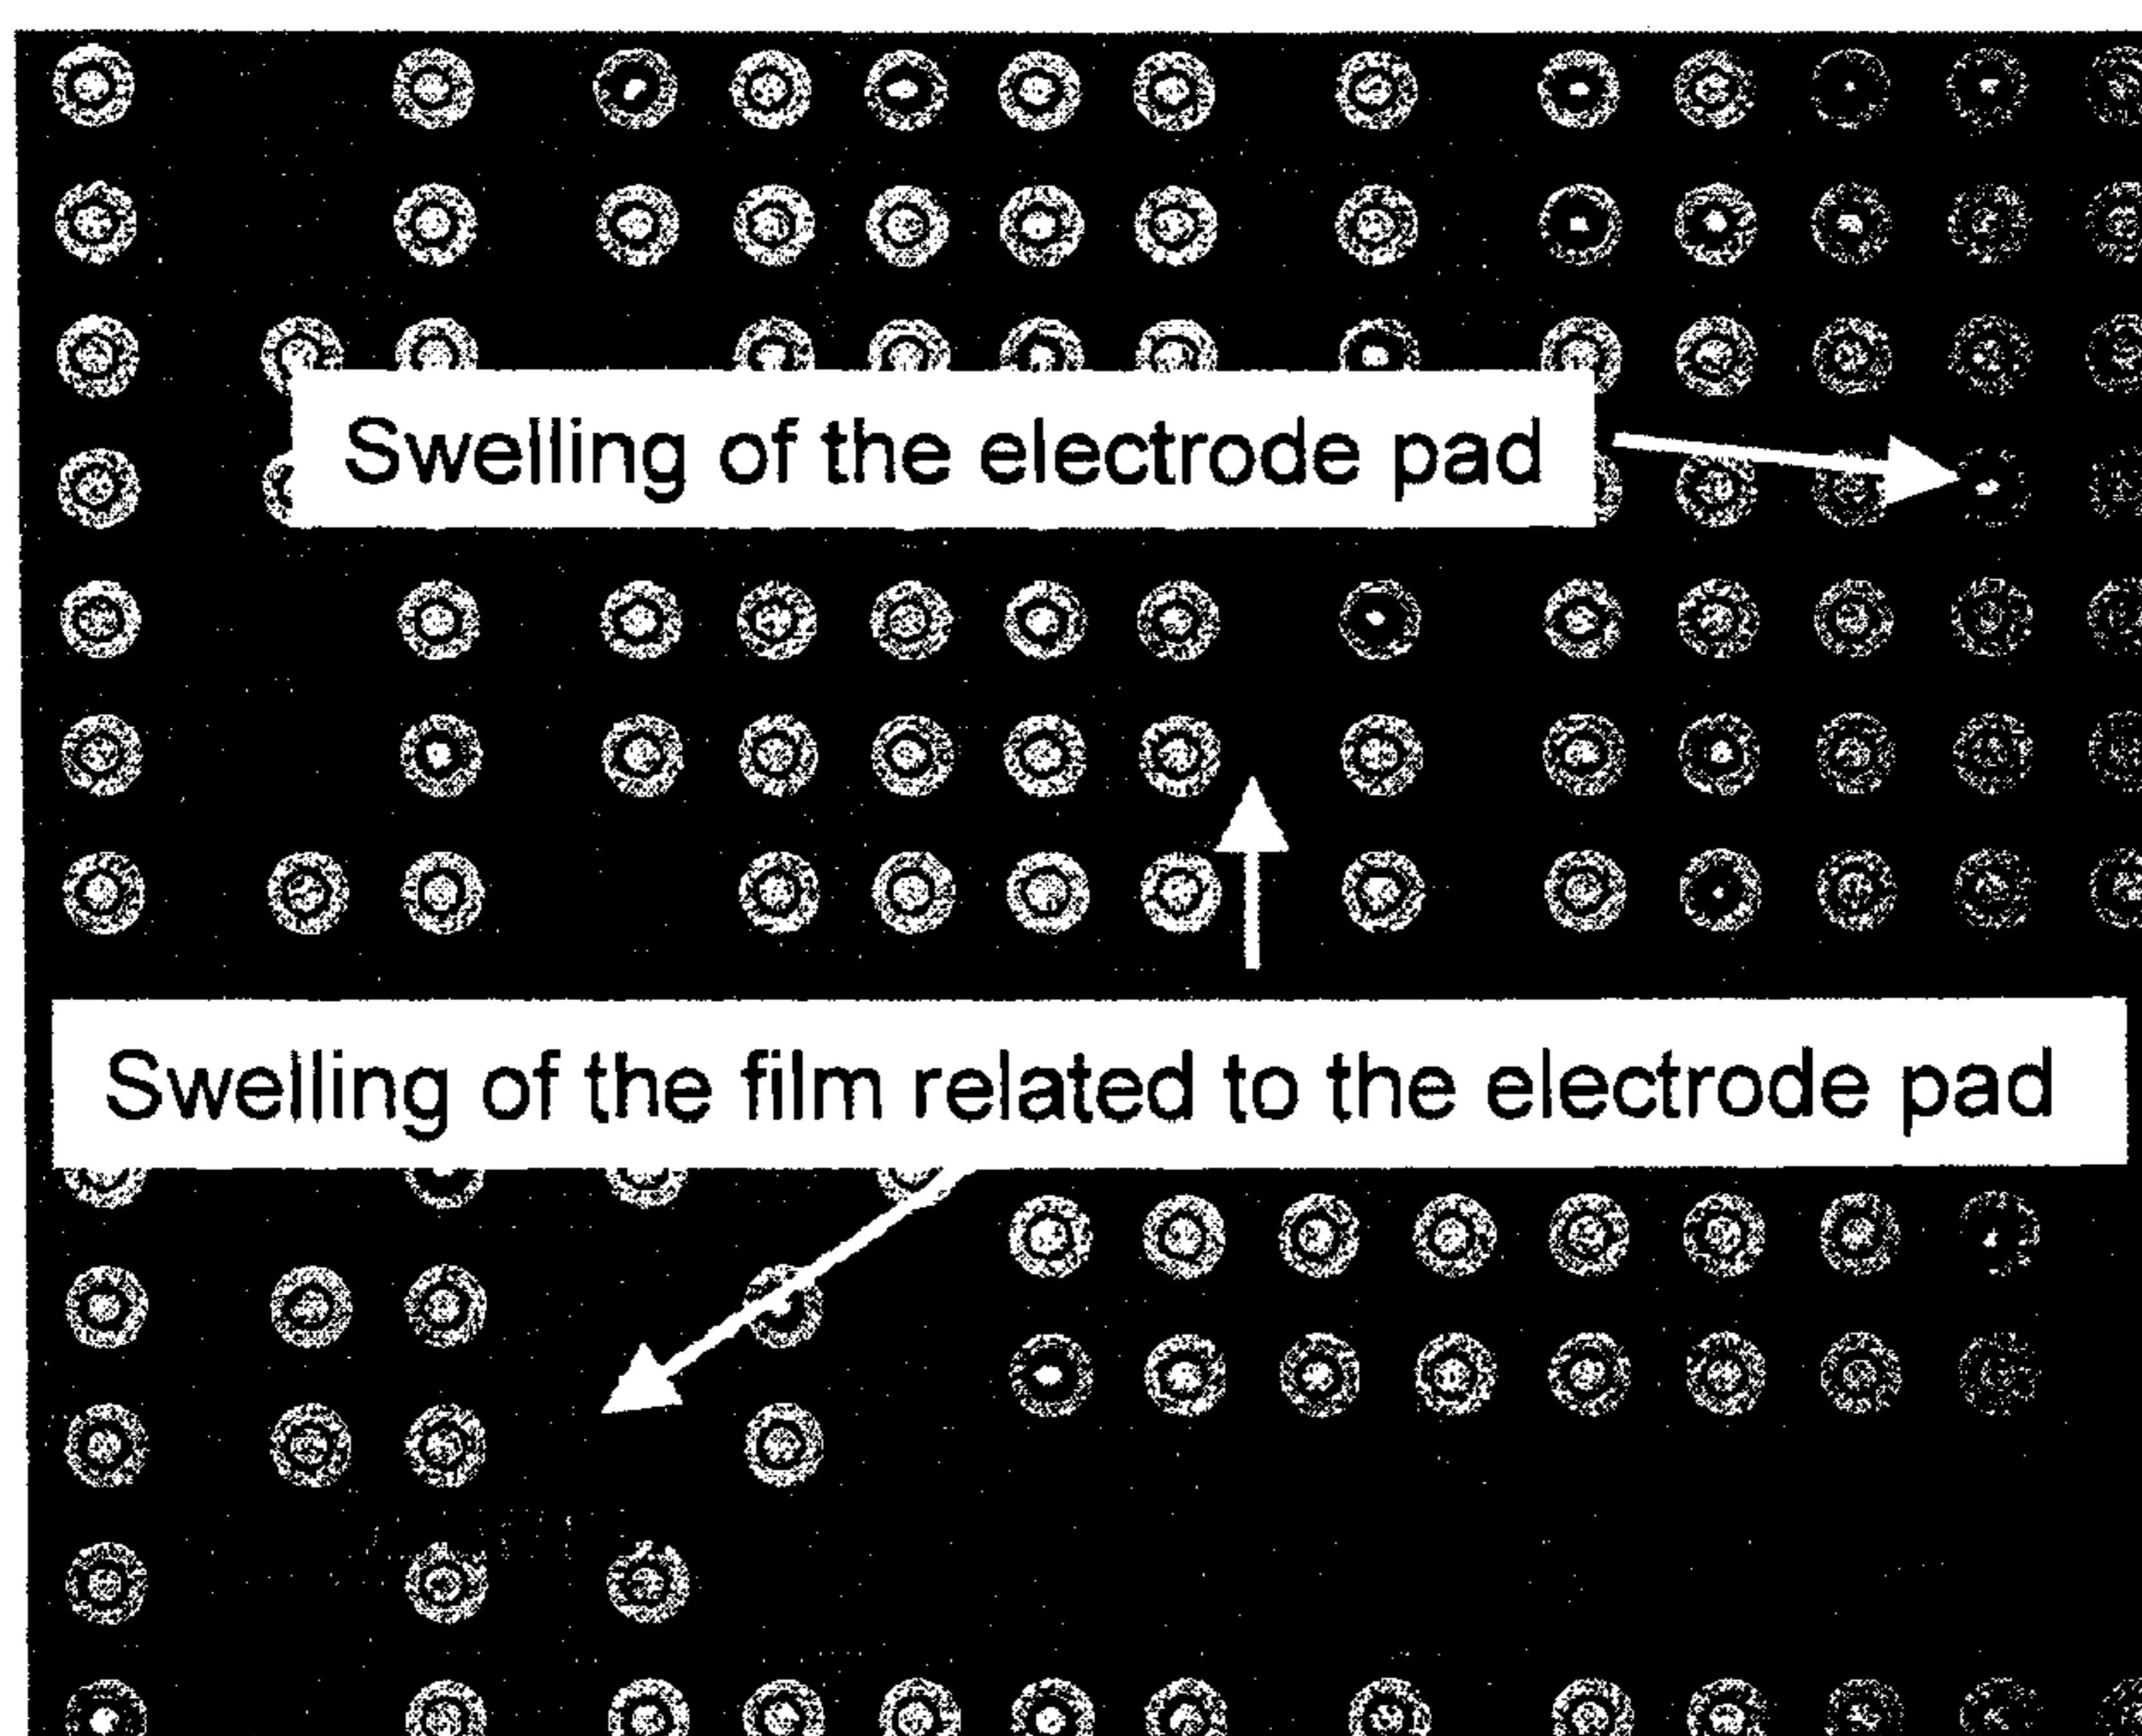 Swelling of the electrode pad
Swelling of the film related to the electrode pad